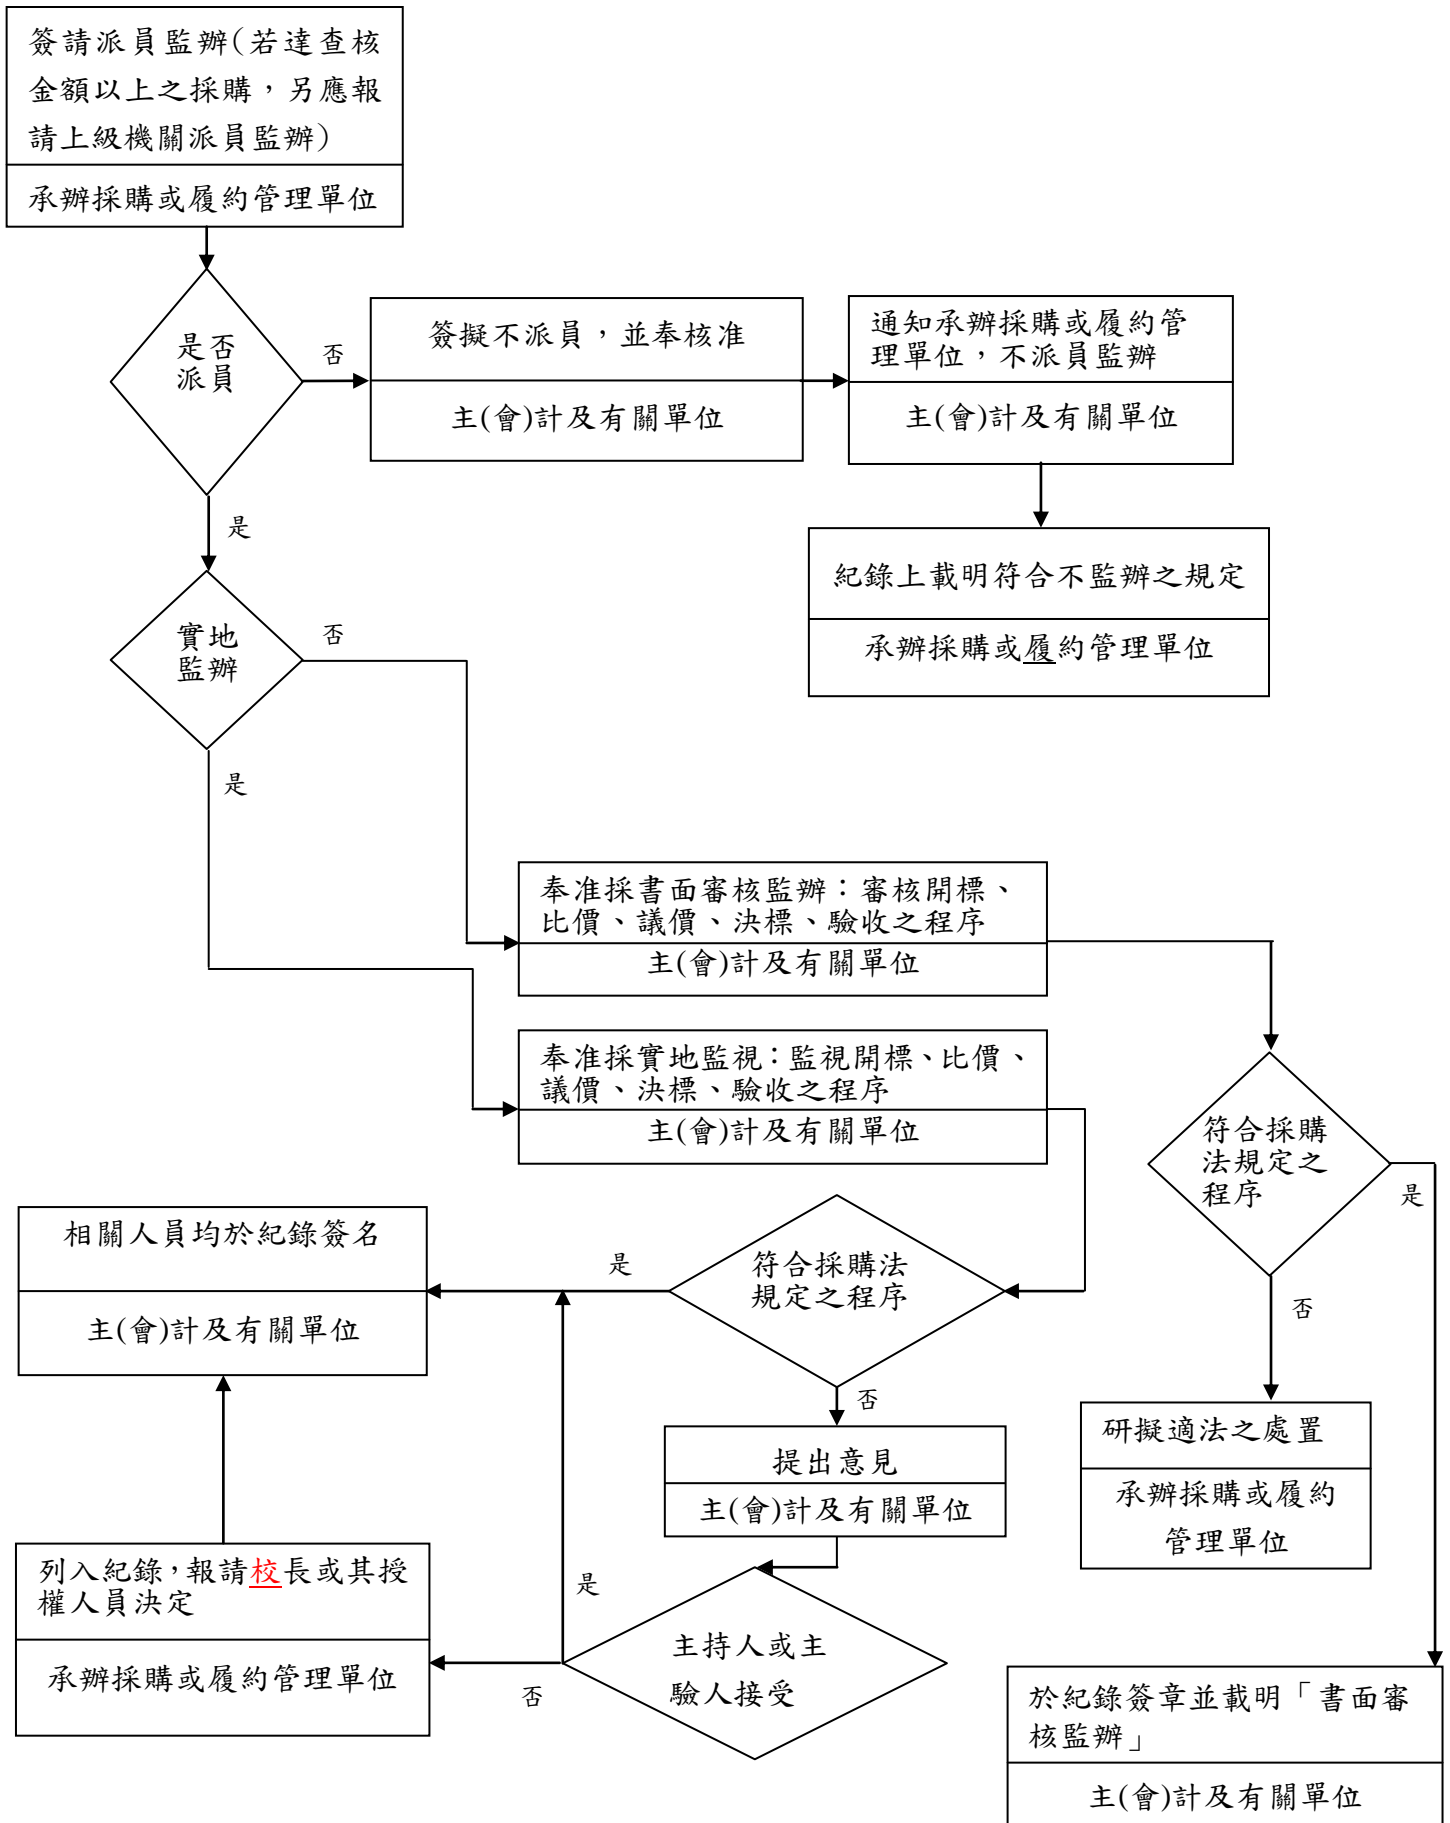 簽請派員監辦(若達查核
金額以上之採購，另應報
請上級機關派員監辦)
承辦採購或履約管理單位
是否
派員
否
簽擬不派員，並奉核准
主(會)計及有關單位
通知承辦採購或履約管
理單位，不派員監辦
主(會)計及有關單位
是
紀錄上載明符合不監辦之規定
承辦採購或履約管理單位
實地
監辦
否
是
奉准採書面審核監辦：審核開標、
比價、議價、決標、驗收之程序
主(會)計及有關單位
奉准採實地監視：監視開標、比價、
議價、決標、驗收之程序
主(會)計及有關單位
符合採購
法規定之
程序
是
否
相關人員均於紀錄簽名
主(會)計及有關單位
是
符合採購法
規定之程序
否
提出意見
主(會)計及有關單位
研擬適法之處置
承辦採購或履約
管理單位
列入紀錄，報請校長或其授
權人員決定
承辦採購或履約管理單位
是
否
主持人或主
驗人接受
於紀錄簽章並載明「書面審
核監辦」
主(會)計及有關單位